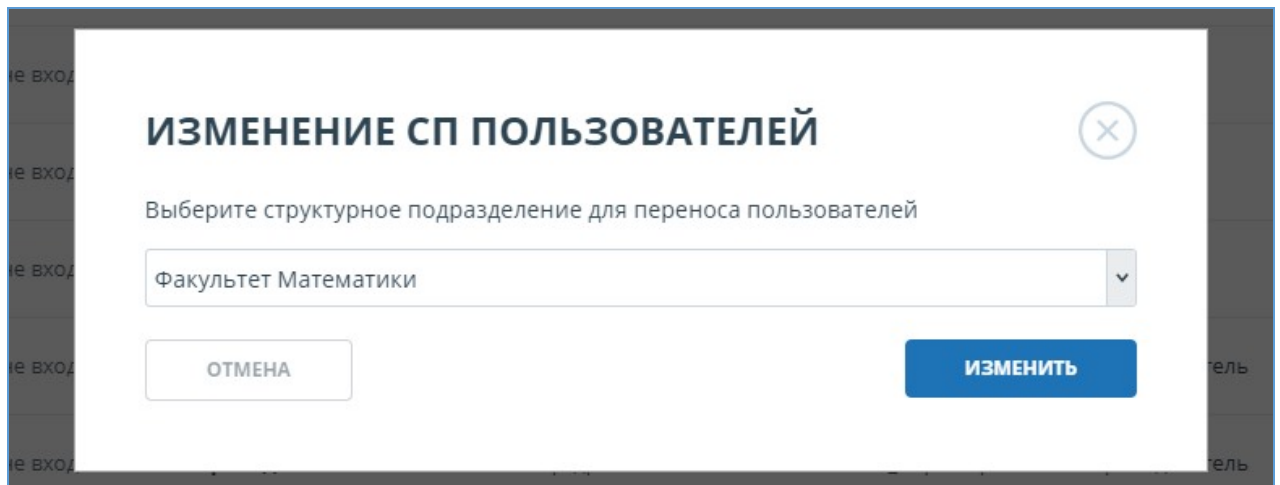 ИЗМЕНЕНИЕ СП ПОЛЬЗОВАТЕЛЕЙ
Выберите структурное подразделение для переноса пользователей
Факультет Математики
ОТМЕНА
ИЗМЕНИТЬ